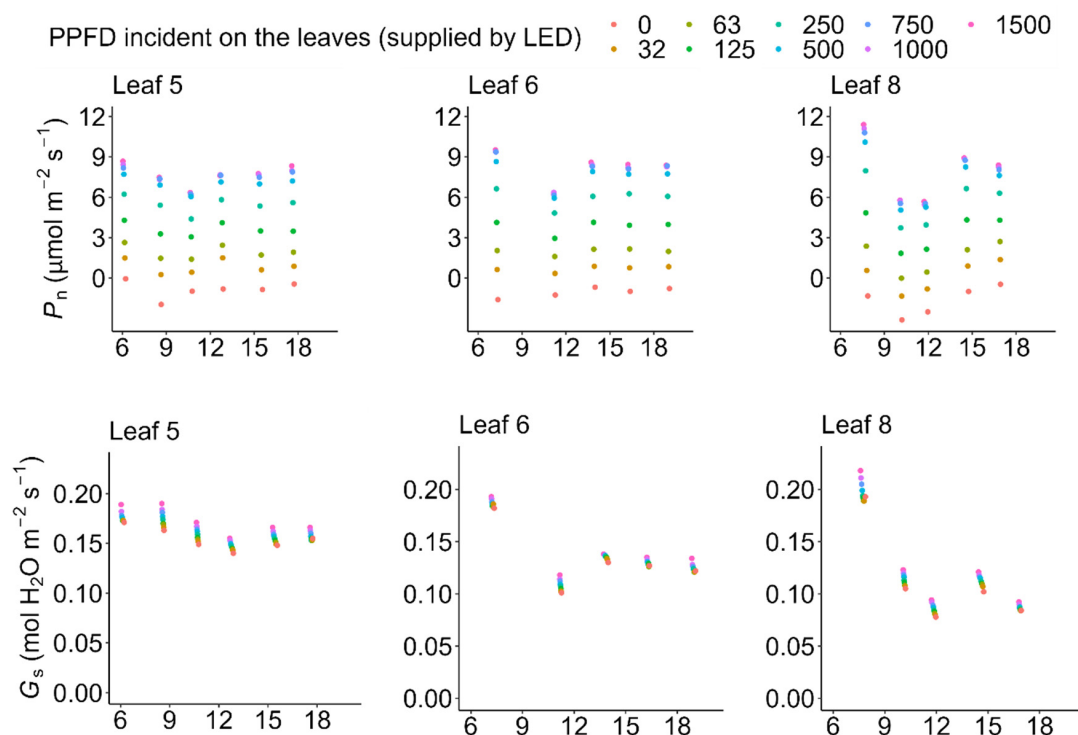 PPFD incident on the leaves (supplied by LED)
0 63 250 750 1500
32 125 500 1000
Leaf 5 Leaf 6 Leaf 8
Pn (μmol m−2 s−1)
12 12 12
9 9 9
6 6 6
3 3 3
0 0 0
6 9 12 15 18 6 9 12 15 18 6 9 12 15 18
Leaf 5 Leaf 6 Leaf 8
Gs (mol H2O m−2 s−1)
0.20 0.20 0.20
0.15 0.15 0.15
0.10 0.10 0.10
0.05 0.05 0.05
0.00 0.00 0.00
6 9 12 15 18 6 9 12 15 18 6 9 12 15 18